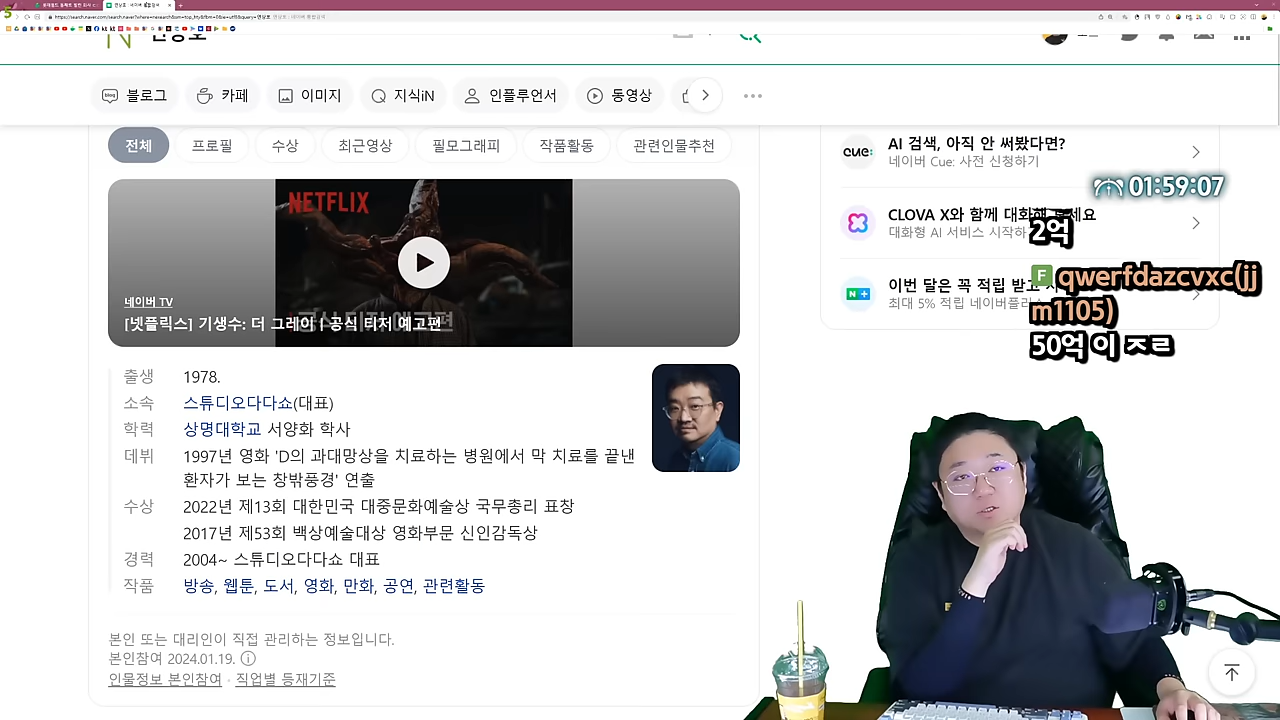 블로그
카페
이미지
지식iN
인플루언서
동영상
전체
프로필
수상
최근영상
필모그래피
작품활동
관련인물추천
NETFLIX
네이버 TV
[넷플릭스] 기생수: 더 그레이 | 공식 티저 예고편
출생 1978.
소속 스튜디오다다쇼(대표)
학력 상명대학교 서양화 학사
데뷔 1997년 영화 'D의 과대망상을 치료하는 병원에서 막 치료를 끝낸
환자가 보는 창밖풍경' 연출
수상 2022년 제13회 대한민국 대중문화예술상 국무총리 표창
2017년 제53회 백상예술대상 영화부문 신인감독상
경력 2004~ 스튜디오다다쇼 대표
작품 방송, 웹툰, 도서, 영화, 만화, 공연, 관련활동
본인 또는 대리인이 직접 관리하는 정보입니다.
본인참여 2024.01.19.
인물정보 본인참여 · 직업별 등재기준
cue:
AI 검색, 아직 안 써봤다면?
네이버 Cue: 사전 신청하기
CLOVA X와 함께 대화해 보세요
대화형 AI 서비스 시작하
이번 달은 꼭 적립 받고
최대 5% 적립 네이버플러스
01:59:07
2억
F qwerfdazcvxc(jj
m1105)
50억 이 ㅈㄹ